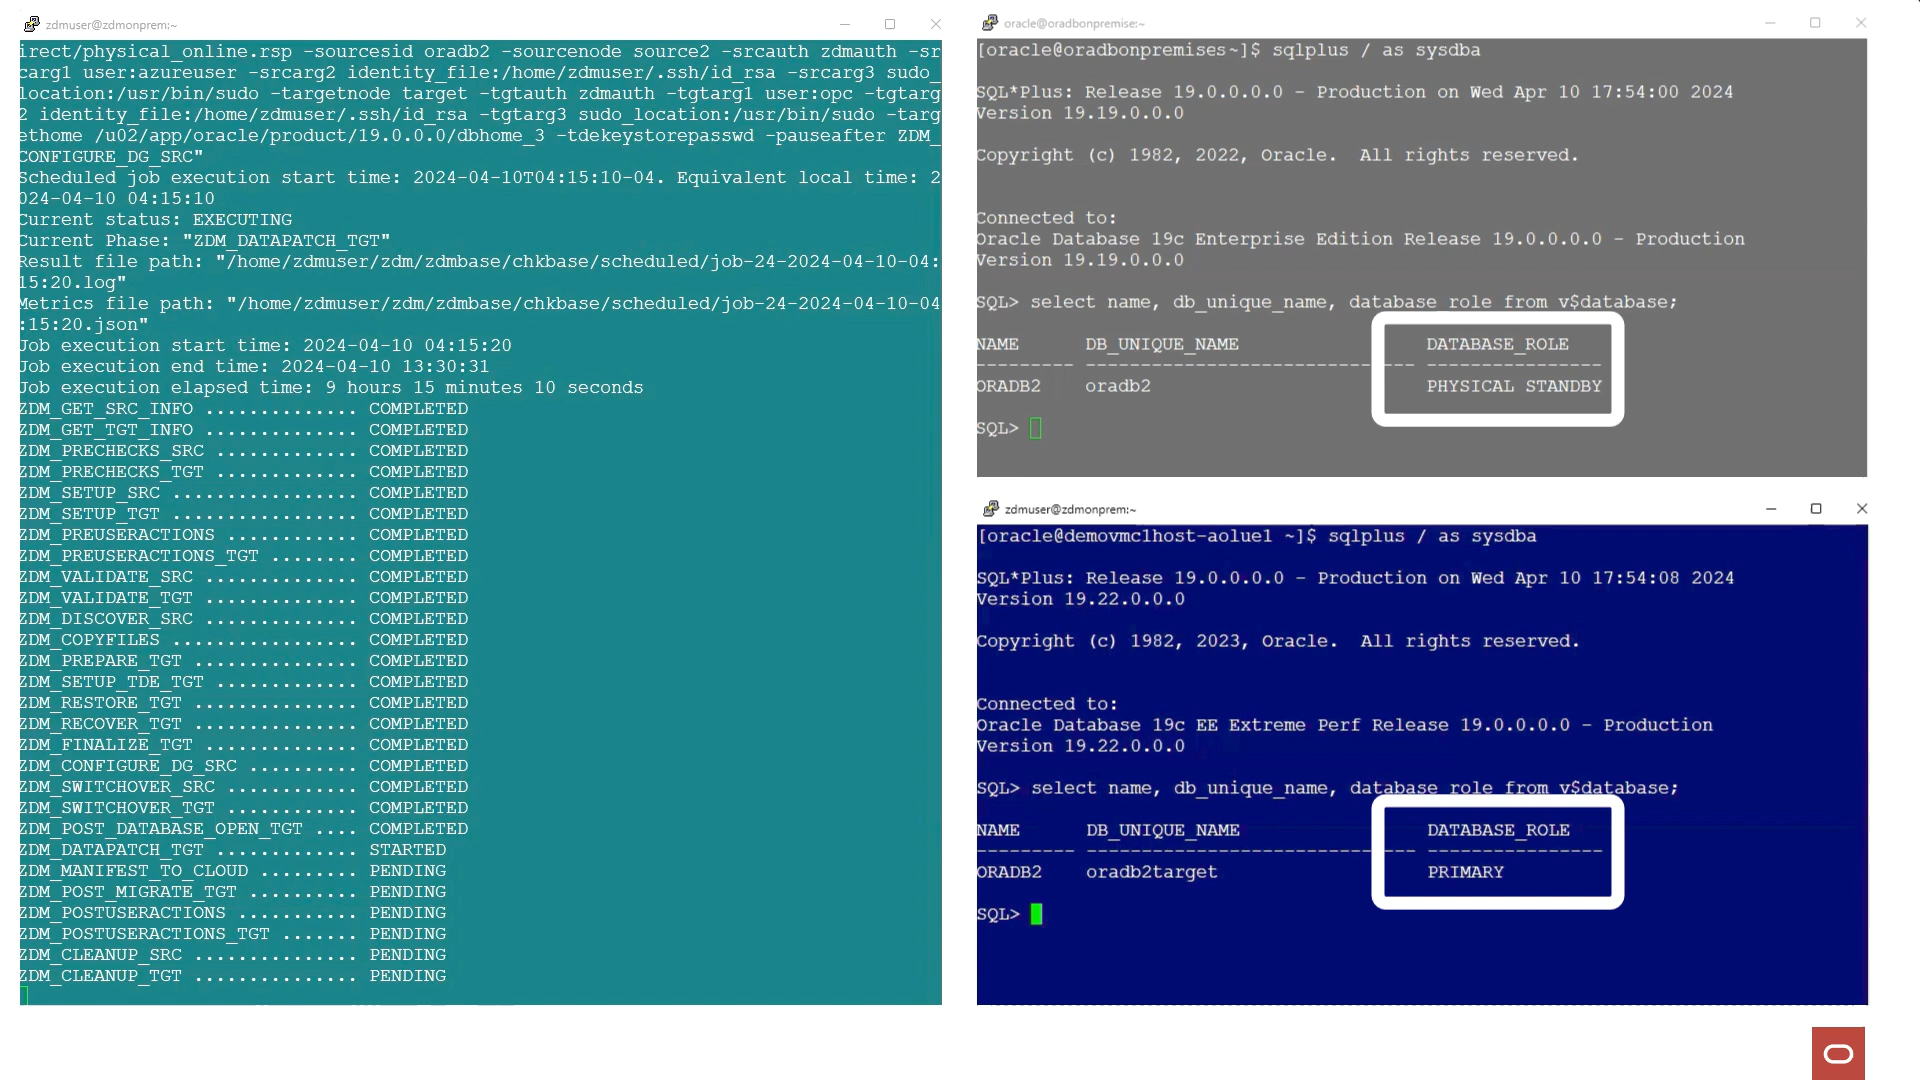 zdmuser@zdmonprem:~
irect/physical_online.rsp -sourcesid oradb2 -sourcenode source2 -srcauth zdmauth -sr
carg1 user:azureuser -srcarg2 identity_file:/home/zdmuser/.ssh/id_rsa -srcarg3 sudo_
location:/usr/bin/sudo -targetnode target -tgtauth zdmauth -tgtarg1 user:opc -tgtarg
2 identity_file:/home/zdmuser/.ssh/id_rsa -tgtarg3 sudo_location:/usr/bin/sudo -targ
ethome /u02/app/oracle/product/19.0.0.0/dbhome_3 -tdekeystorepasswd -pauseafter ZDM_
CONFIGURE_DG_SRC"
Scheduled job execution start time: 2024-04-10T04:15:10-04. Equivalent local time: 2
024-04-10 04:15:10
Current status: EXECUTING
Current Phase: "ZDM_DATAPATCH_TGT"
Result file path: "/home/zdmuser/zdm/zdmbase/chkbase/scheduled/job-24-2024-04-10-04:
15:20.log"
Metrics file path: "/home/zdmuser/zdm/zdmbase/chkbase/scheduled/job-24-2024-04-10-04
:15:20.json"
Job execution start time: 2024-04-10 04:15:20
Job execution end time: 2024-04-10 13:30:31
Job execution elapsed time: 9 hours 15 minutes 10 seconds
ZDM_GET_SRC_INFO .............. COMPLETED
ZDM_GET_TGT_INFO .............. COMPLETED
ZDM_PRECHECKS_SRC ............. COMPLETED
ZDM_PRECHECKS_TGT ............. COMPLETED
ZDM_SETUP_SRC ................. COMPLETED
ZDM_SETUP_TGT ................. COMPLETED
ZDM_PREUSERACTIONS ............ COMPLETED
ZDM_PREUSERACTIONS_TGT ........ COMPLETED
ZDM_VALIDATE_SRC .............. COMPLETED
ZDM_VALIDATE_TGT .............. COMPLETED
ZDM_DISCOVER_SRC .............. COMPLETED
ZDM_COPYFILES ................. COMPLETED
ZDM_PREPARE_TGT ............... COMPLETED
ZDM_SETUP_TDE_TGT ............. COMPLETED
ZDM_RESTORE_TGT ............... COMPLETED
ZDM_RECOVER_TGT ............... COMPLETED
ZDM_FINALIZE_TGT .............. COMPLETED
ZDM_CONFIGURE_DG_SRC .......... COMPLETED
ZDM_SWITCHOVER_SRC ............ COMPLETED
ZDM_SWITCHOVER_TGT ............ COMPLETED
ZDM_POST_DATABASE_OPEN_TGT .... COMPLETED
ZDM_DATAPATCH_TGT ............. STARTED
ZDM_MANIFEST_TO_CLOUD ......... PENDING
ZDM_POST_MIGRATE_TGT .......... PENDING
ZDM_POSTUSERACTIONS ........... PENDING
ZDM_POSTUSERACTIONS_TGT ....... PENDING
ZDM_CLEANUP_SRC ............... PENDING
ZDM_CLEANUP_TGT ............... PENDING
oracle@oradbonpremise:~
[oracle@oradbonpremises~]$ sqlplus / as sysdba
SQL*Plus: Release 19.0.0.0.0 - Production on Wed Apr 10 17:54:00 2024
Version 19.19.0.0.0
Copyright (c) 1982, 2022, Oracle.  All rights reserved.
Connected to:
Oracle Database 19c Enterprise Edition Release 19.0.0.0.0 - Production
Version 19.19.0.0.0
SQL> select name, db_unique_name, database_role from v$database;
NAME      DB_UNIQUE_NAME                 DATABASE_ROLE
--------- ------------------------------ ----------------
ORADB2    oradb2                         PHYSICAL STANDBY
SQL>
zdmuser@zdmonprem:~
[oracle@demovmc1host-aolue1 ~]$ sqlplus / as sysdba
SQL*Plus: Release 19.0.0.0.0 - Production on Wed Apr 10 17:54:08 2024
Version 19.22.0.0.0
Copyright (c) 1982, 2023, Oracle.  All rights reserved.
Connected to:
Oracle Database 19c EE Extreme Perf Release 19.0.0.0.0 - Production
Version 19.22.0.0.0
SQL> select name, db_unique_name, database_role from v$database;
NAME      DB_UNIQUE_NAME                 DATABASE_ROLE
--------- ------------------------------ ----------------
ORADB2    oradb2target                   PRIMARY
SQL>